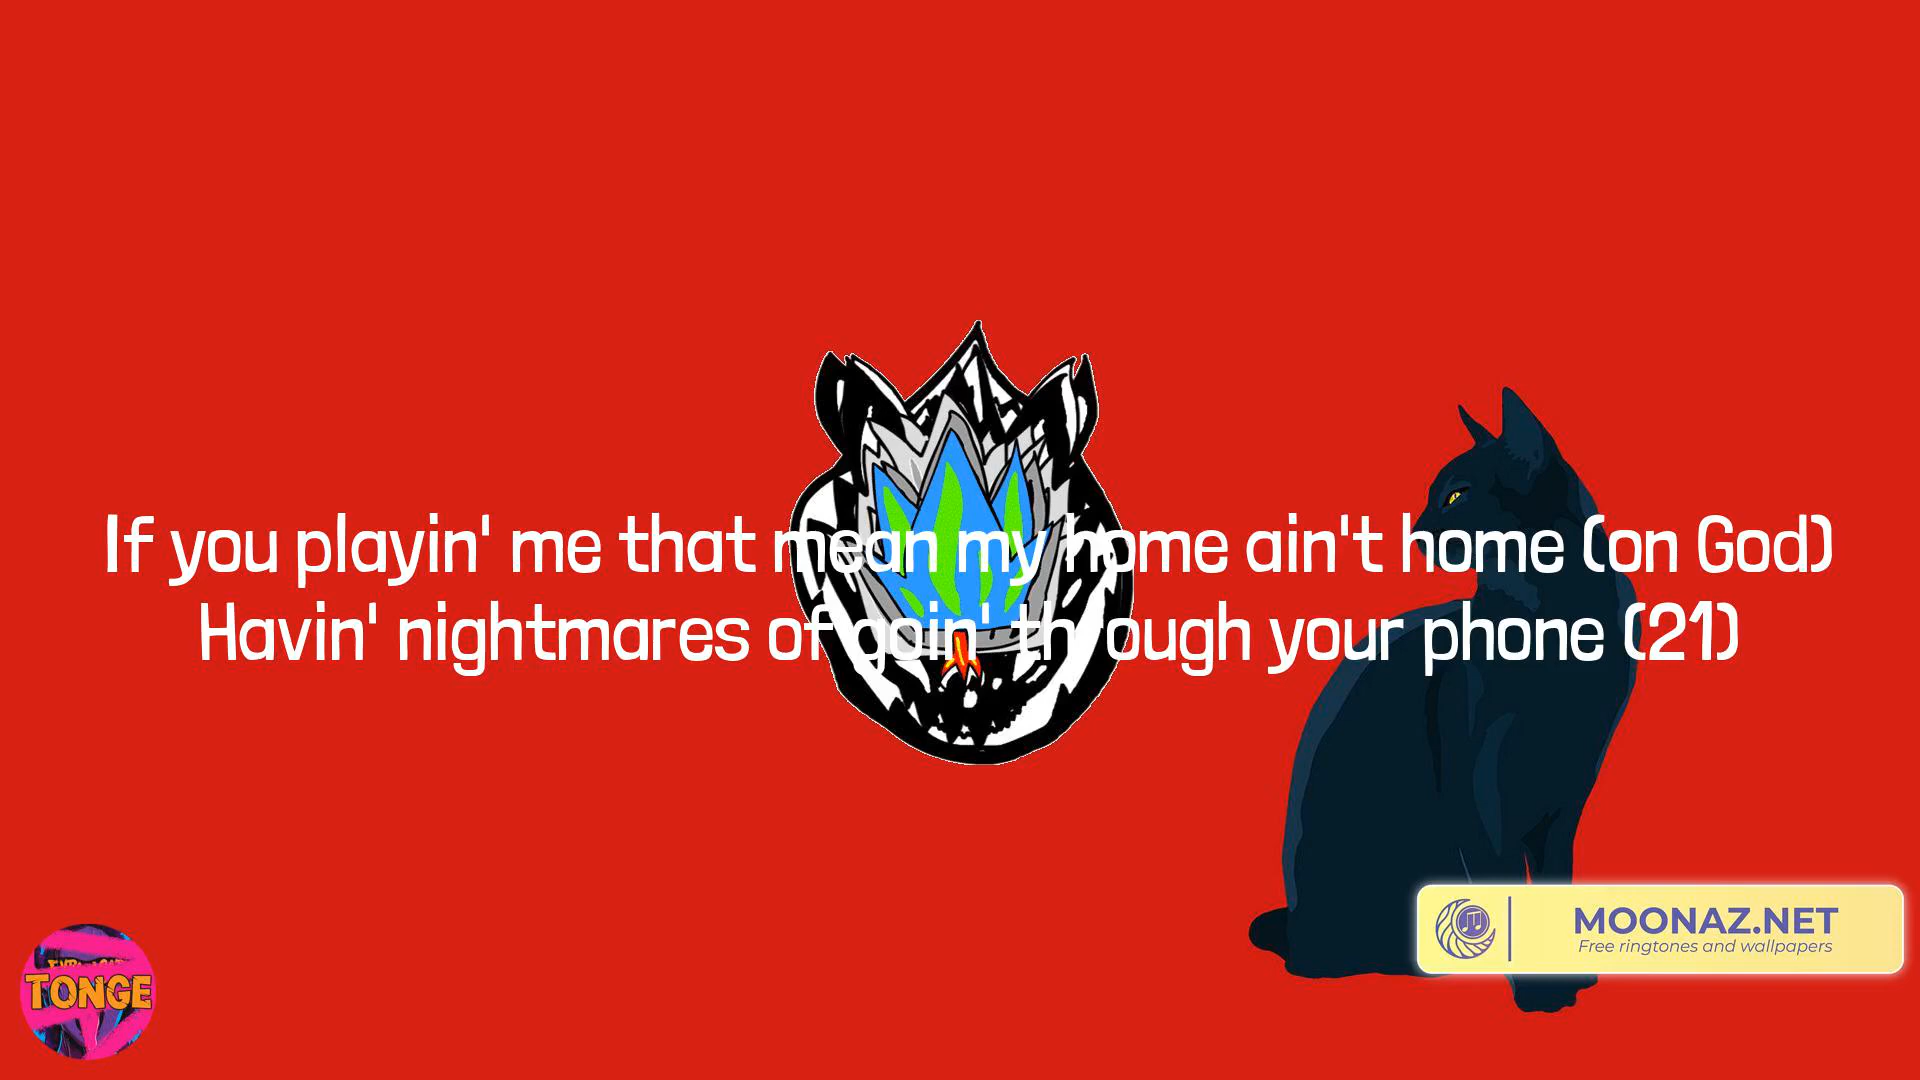 If you playin' me that mean my home ain't home (on God)
Havin' nightmares of goin' through your phone (21)
MOONAZ.NET
Free ringtones and wallpapers
TONGE